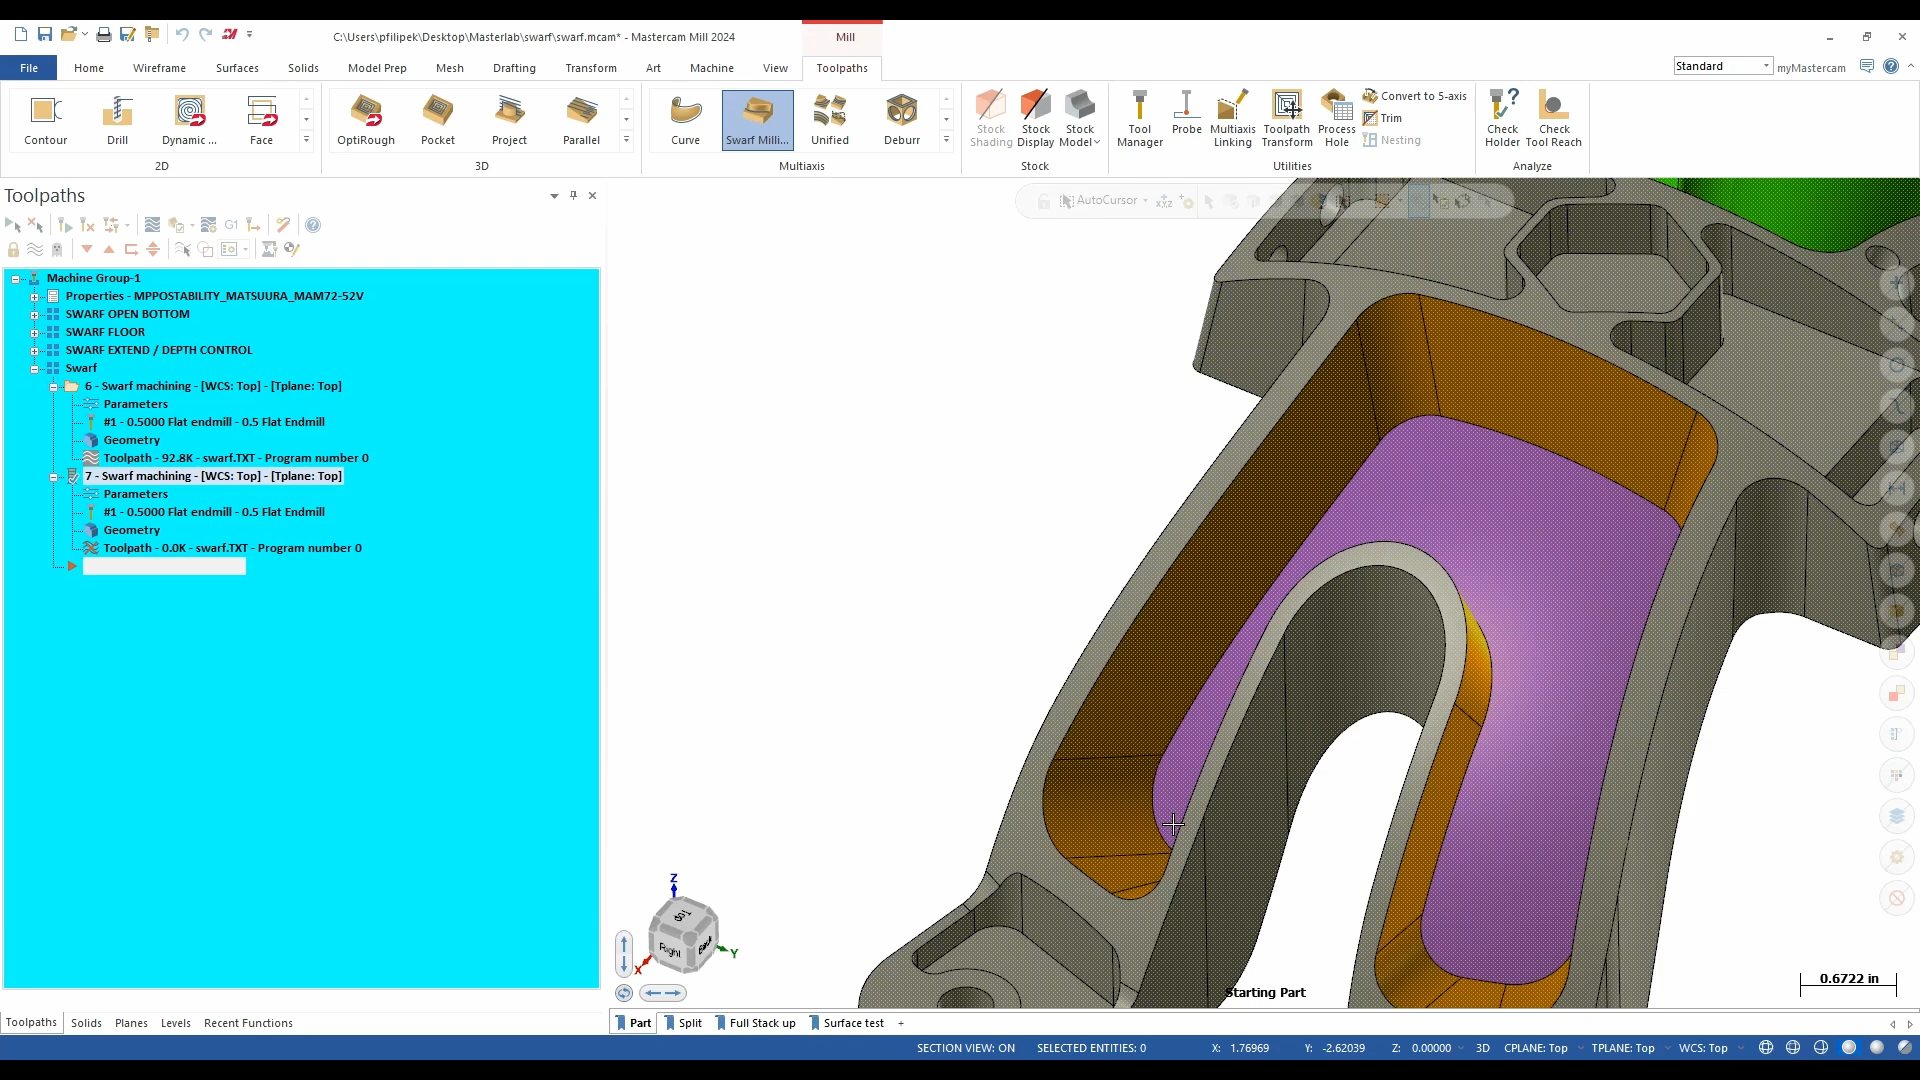 C:\Users\pfilipek\Desktop\Masterlab\swarf\swarf.mcam* - Mastercam Mill 2024
Mill
File Home Wireframe Surfaces Solids Model Prep Mesh Drafting Transform Art Machine View Toolpaths
Standard myMastercam
Contour Drill Dynamic ... Face
2D
OptiRough Pocket Project Parallel
3D
Curve Swarf Milli... Unified Deburr
Multiaxis
Stock Shading
Stock Display
Stock Model
Stock
Tool Manager
Probe
Multiaxis Linking
Toolpath Transform
Process Hole
Convert to 5-axis
Trim
Nesting
Utilities
Check Holder
Check Tool Reach
Analyze
Toolpaths
G1
AutoCursor
Machine Group-1
Properties - MPPOSTABILITY_MATSUURA_MAM72-52V
SWARF OPEN BOTTOM
SWARF FLOOR
SWARF EXTEND / DEPTH CONTROL
Swarf
6 - Swarf machining - [WCS: Top] - [Tplane: Top]
Parameters
#1 - 0.5000 Flat endmill - 0.5 Flat Endmill
Geometry
Toolpath - 92.8K - swarf.TXT - Program number 0
7 - Swarf machining - [WCS: Top] - [Tplane: Top]
Parameters
#1 - 0.5000 Flat endmill - 0.5 Flat Endmill
Geometry
Toolpath - 0.0K - swarf.TXT - Program number 0
Z
Top
Right
Back
X
Y
Starting Part
0.6722 in
Toolpaths Solids Planes Levels Recent Functions
Part Split Full Stack up Surface test +
SECTION VIEW: ON SELECTED ENTITIES: 0 X: 1.76969 Y: -2.62039 Z: 0.00000 3D CPLANE: Top TPLANE: Top WCS: Top